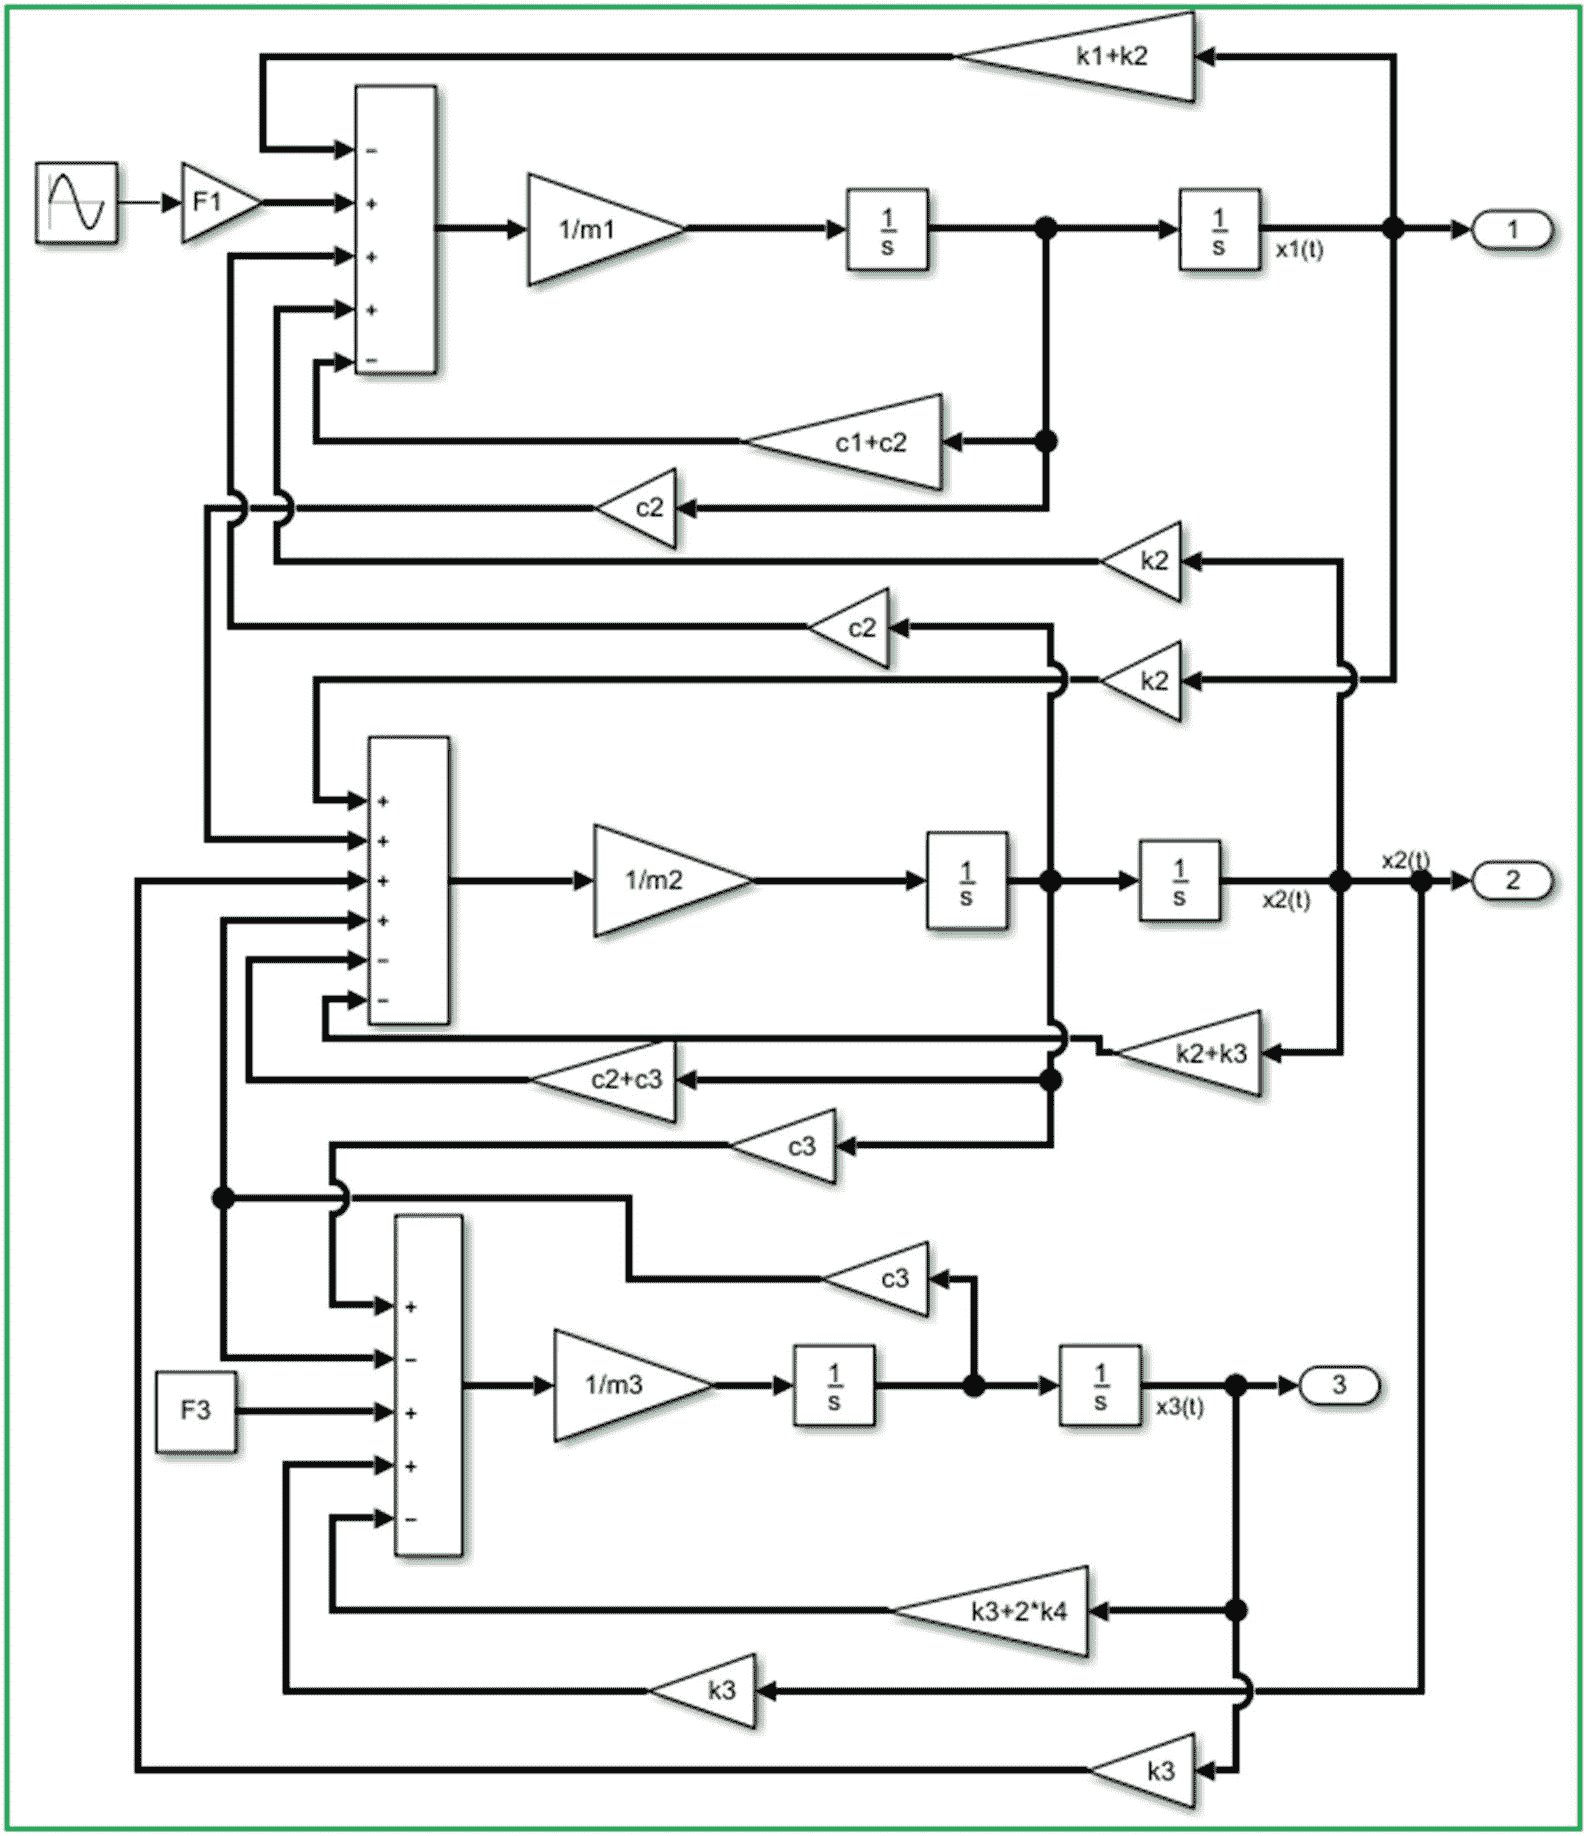 k1+k2
−
F1
+
1/m1
1
s
1
s
x1(t)
1
+
+
−
c1+c2
c2
k2
c2
k2
+
+
+
1/m2
1
s
1
s
x2(t)
x2(t)
2
+
−
−
k2+k3
c2+c3
c3
c3
+
−
1/m3
1
s
1
s
x3(t)
3
F3
+
+
−
k3+2*k4
k3
k3